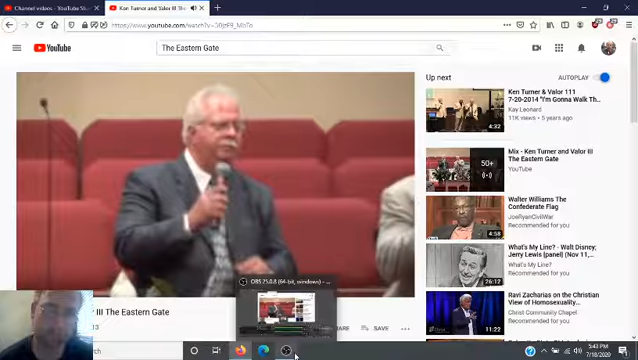 Channel videos - YouTube S
Ken Turner and Valor III T
https://www.youtube.com/watch?v=
YouTube
The Eastern Gate
Up next
AUTOPLAY
Ken Turner & Valor 111
7-20-2014 "I'm Gonna Walk Th...
Kay Leonard
11K views • 5 years ago
4:32
50+
Mix - Ken Turner and Valor III
The Eastern Gate
YouTube
Walter Williams The
Confederate Flag
JoeRyanCivilWar
Recommended for you
4:58
What's My Line? - Walt Disney;
Jerry Lewis [panel] (Nov 11,...
What's My Line?
Recommended for you
26:12
Ravi Zacharias on the Christian
View of Homosexuality...
Christ Community Chapel
Recommended for you
11:22
OBS 25.0.8 (64-bit, windows) - ...
III The Eastern Gate
13
SAVE
5:43 PM
7/18/2020